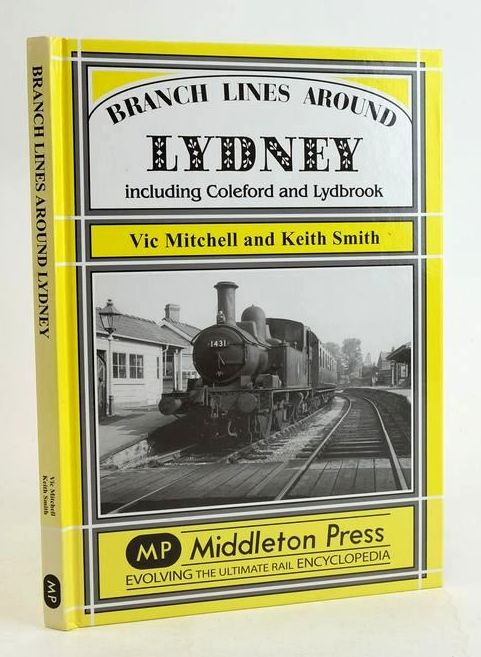 BRANCH LINES AROUND
LYDNEY
including Coleford and Lydbrook
Vic Mitchell and Keith Smith
1431
MP Middleton Press
EVOLVING THE ULTIMATE RAIL ENCYCLOPEDIA
BRANCH LINES AROUND LYDNEY
Vic Mitchell
Keith Smith
MP